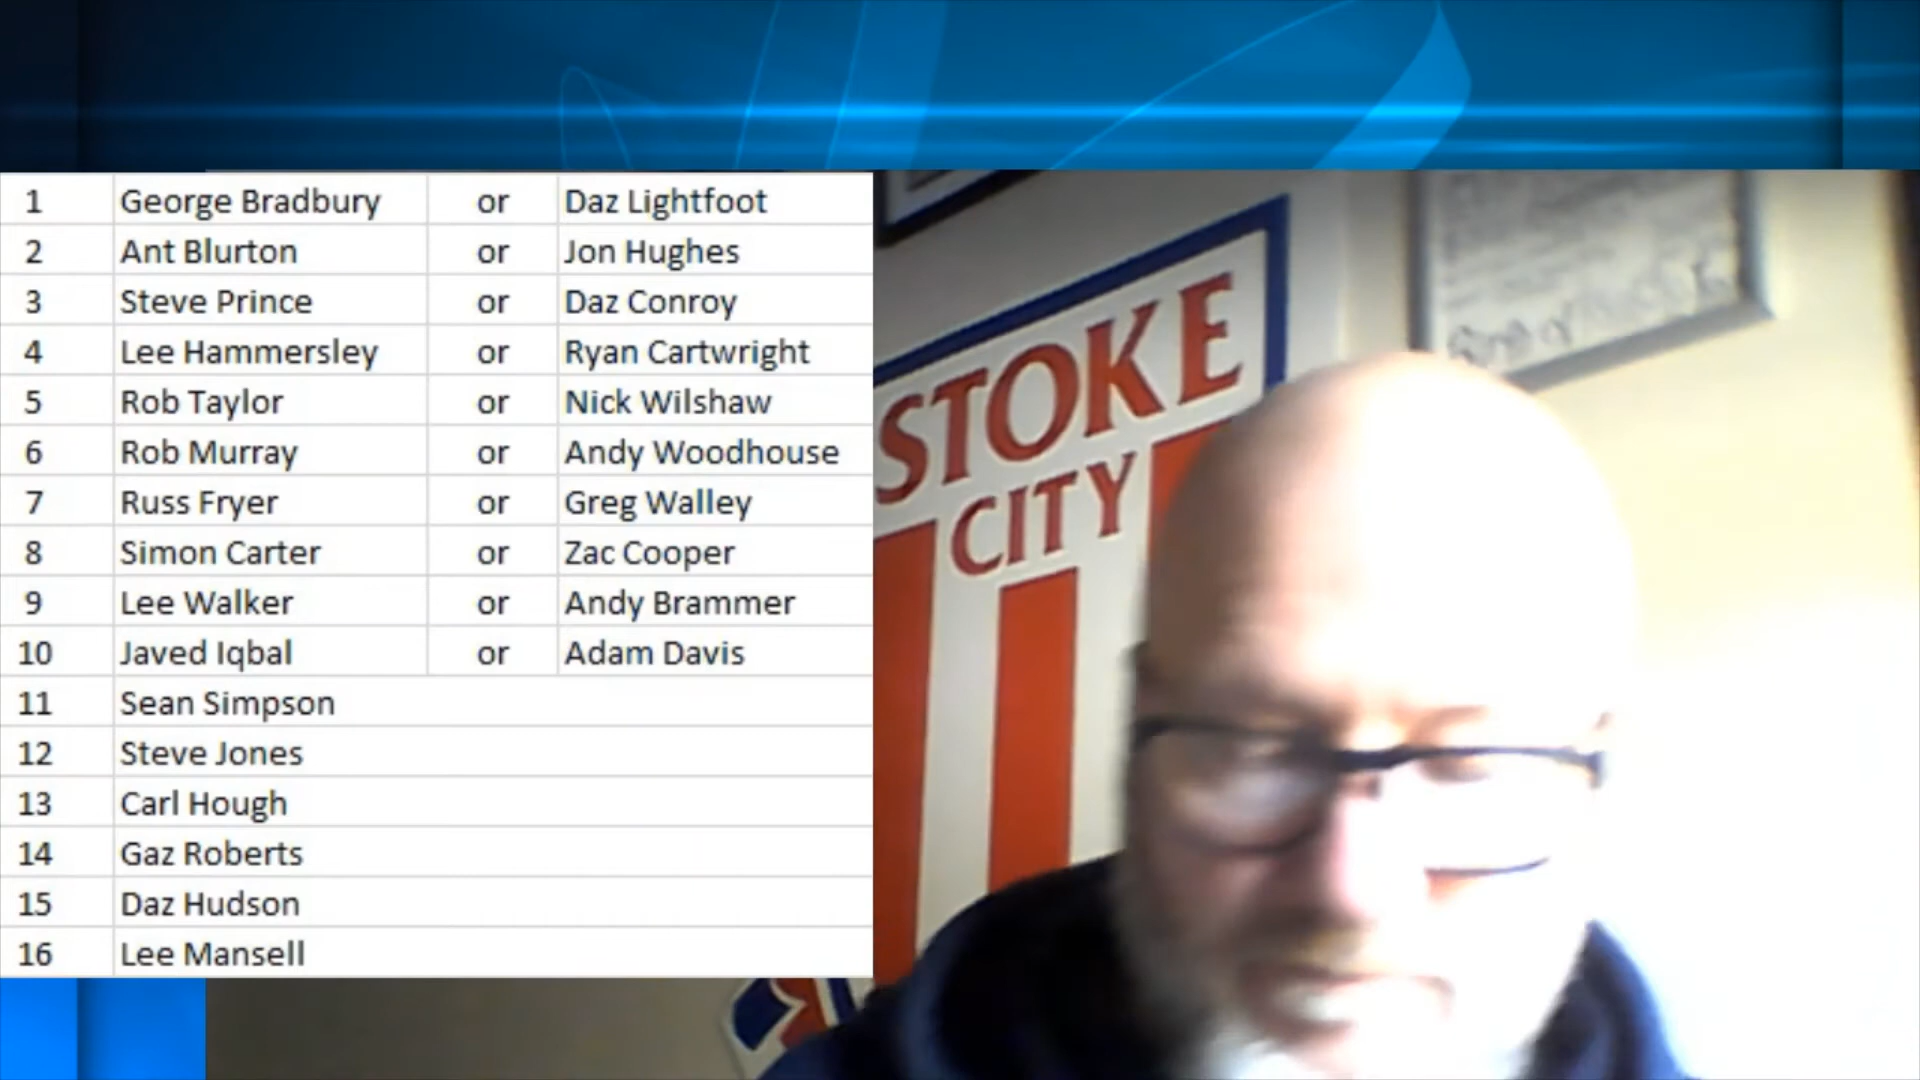 1 George Bradbury or Daz Lightfoot
2 Ant Blurton or Jon Hughes
3 Steve Prince or Daz Conroy
4 Lee Hammersley or Ryan Cartwright
5 Rob Taylor or Nick Wilshaw
6 Rob Murray or Andy Woodhouse
7 Russ Fryer or Greg Walley
8 Simon Carter or Zac Cooper
9 Lee Walker or Andy Brammer
10 Javed Iqbal or Adam Davis
11 Sean Simpson
12 Steve Jones
13 Carl Hough
14 Gaz Roberts
15 Daz Hudson
16 Lee Mansell
STOKE
CITY